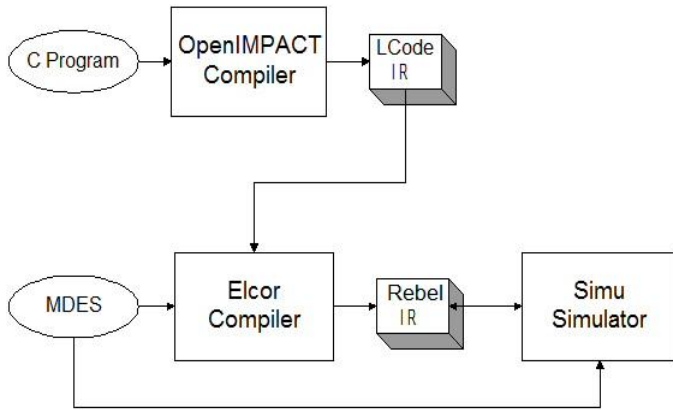 C Program
OpenIMPACT
Compiler
LCode
IR
MDES
Elcor
Compiler
Rebel
IR
Simu
Simulator